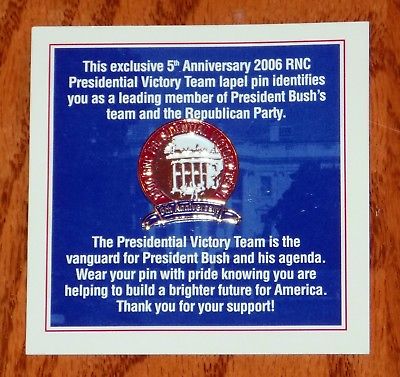 This exclusive 5th Anniversary 2006 RNC
Presidential Victory Team lapel pin identifies
you as a leading member of President Bush's
team and the Republican Party.
5th Anniversary
The Presidential Victory Team is the
vanguard for President Bush and his agenda.
Wear your pin with pride knowing you are
helping to build a brighter future for America.
Thank you for your support!